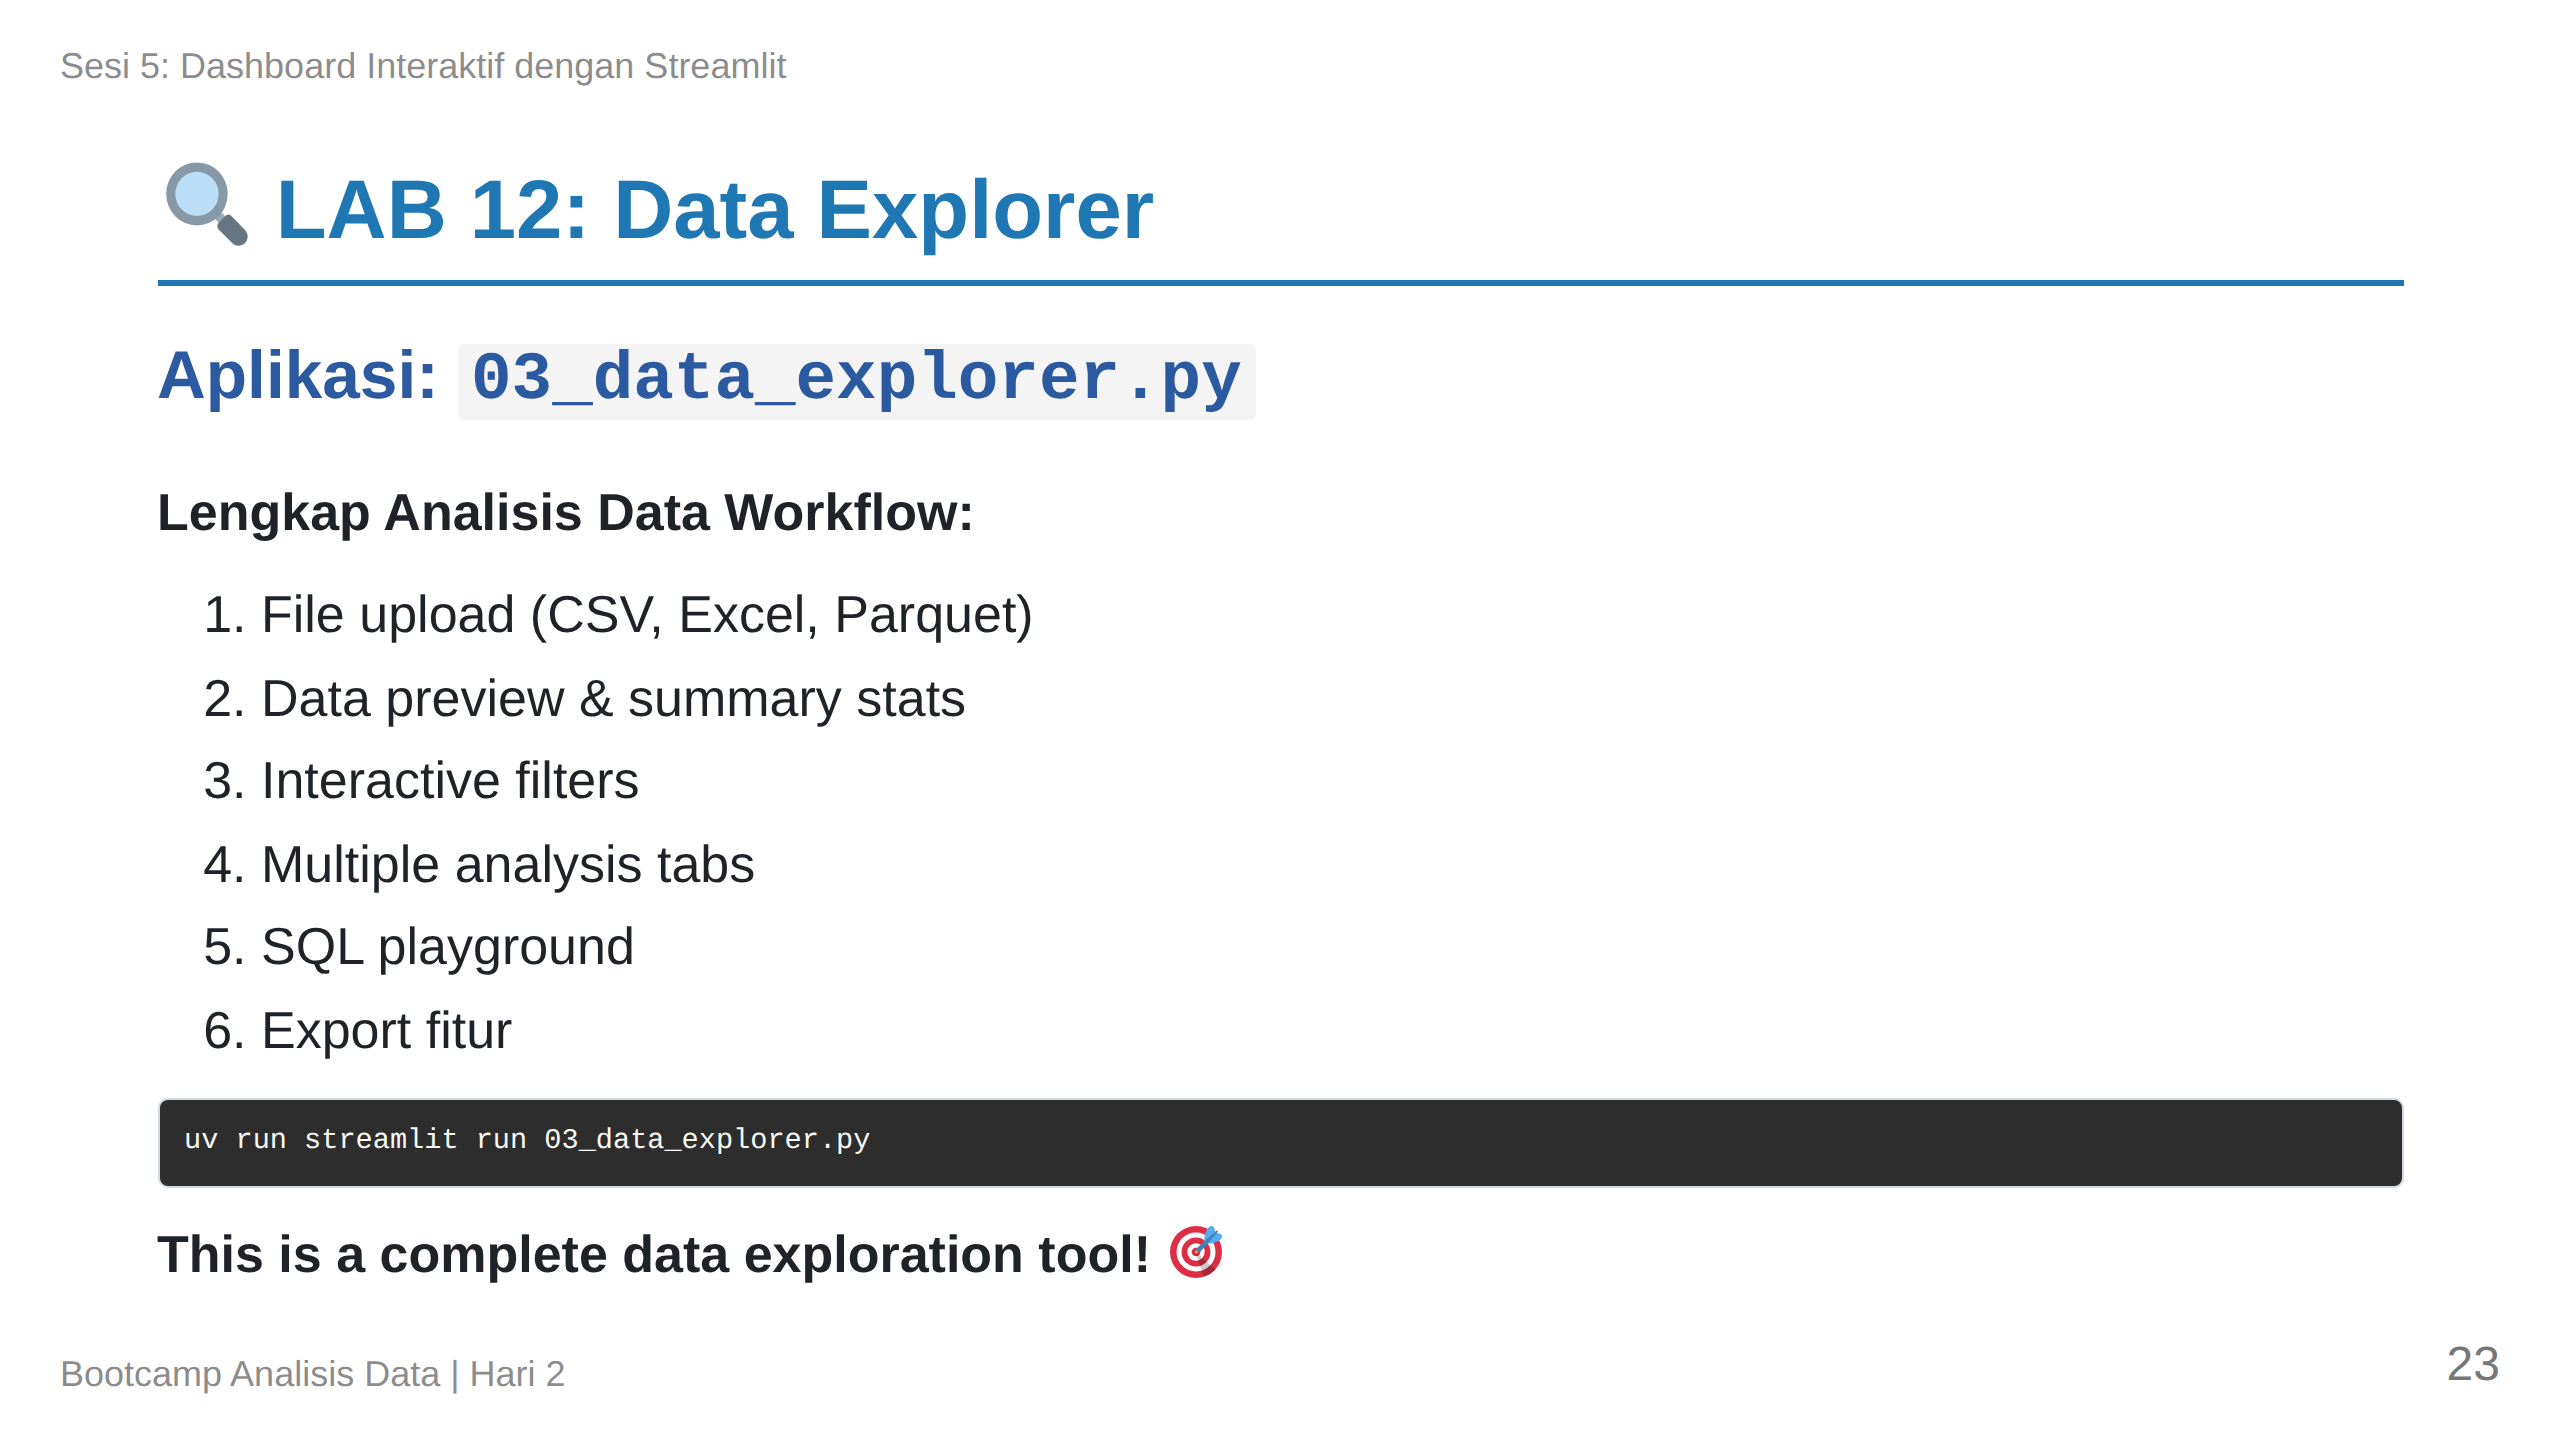 Sesi 5: Dashboard Interaktif dengan Streamlit
LAB 12: Data Explorer
Aplikasi: 03_data_explorer.py
Lengkap Analisis Data Workflow:
1. File upload (CSV, Excel, Parquet)
2. Data preview & summary stats
3. Interactive filters
4. Multiple analysis tabs
5. SQL playground
6. Export fitur
uv run streamlit run 03_data_explorer.py
This is a complete data exploration tool!
Bootcamp Analisis Data | Hari 2
23